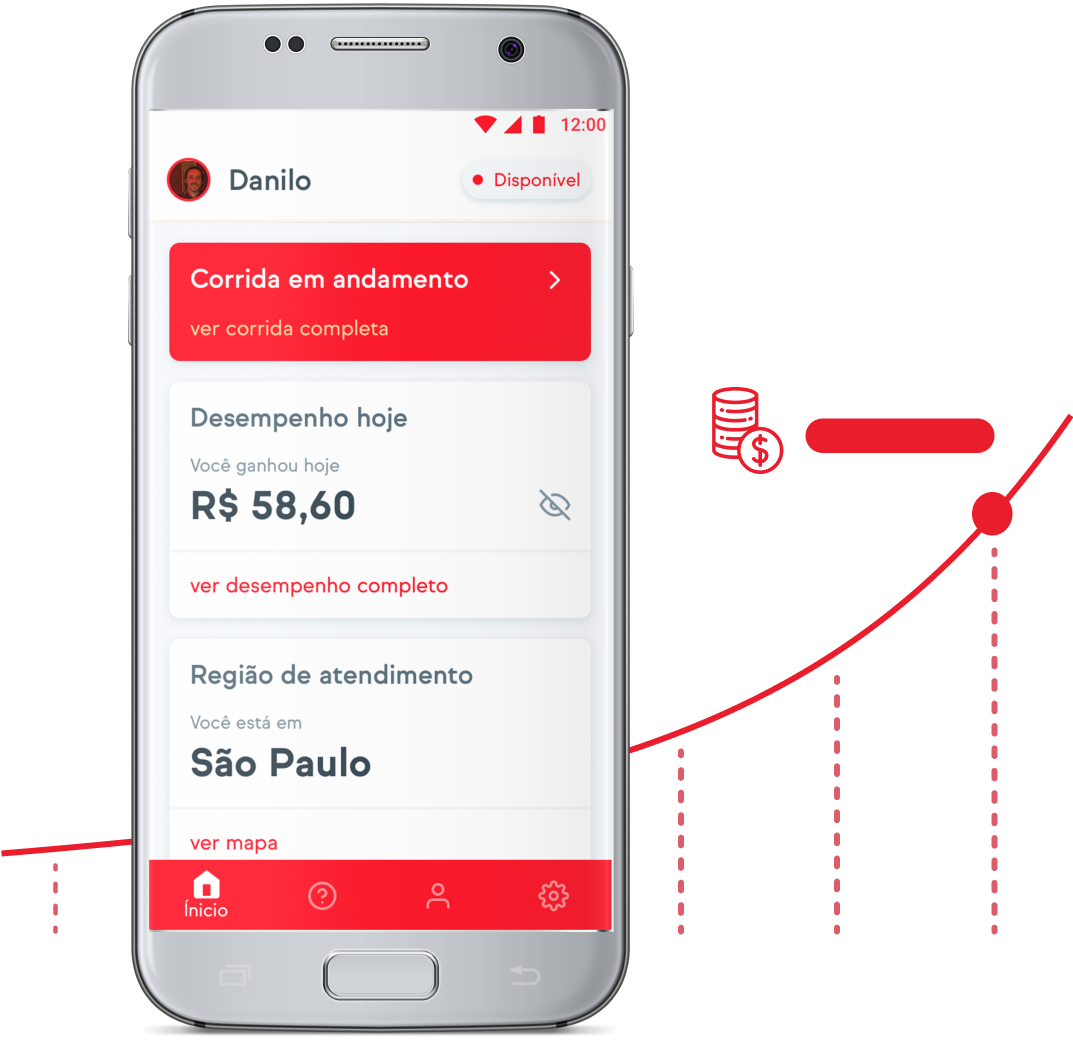 12:00
Danilo
Disponível
Corrida em andamento
ver corrida completa
Desempenho hoje
Você ganhou hoje
R$ 58,60
ver desempenho completo
Região de atendimento
Você está em
São Paulo
ver mapa
Ínicio